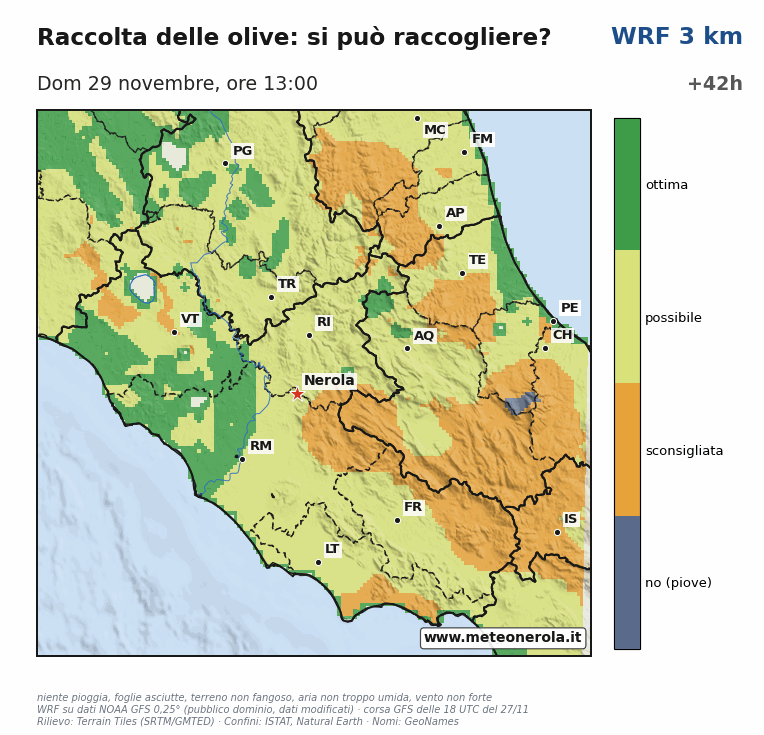 Raccolta delle olive: si può raccogliere?
WRF 3 km
Dom 29 novembre, ore 13:00
+42h
MC
FM
PG
AP
TE
TR
PE
VT
RI
AQ
CH
Nerola
RM
FR
IS
LT
www.meteonerola.it
ottima
possibile
sconsigliata
no (piove)
niente pioggia, foglie asciutte, terreno non fangoso, aria non troppo umida, vento non forte
WRF su dati NOAA GFS 0,25° (pubblico dominio, dati modificati) · corsa GFS delle 18 UTC del 27/11
Rilievo: Terrain Tiles (SRTM/GMTED) · Confini: ISTAT, Natural Earth · Nomi: GeoNames